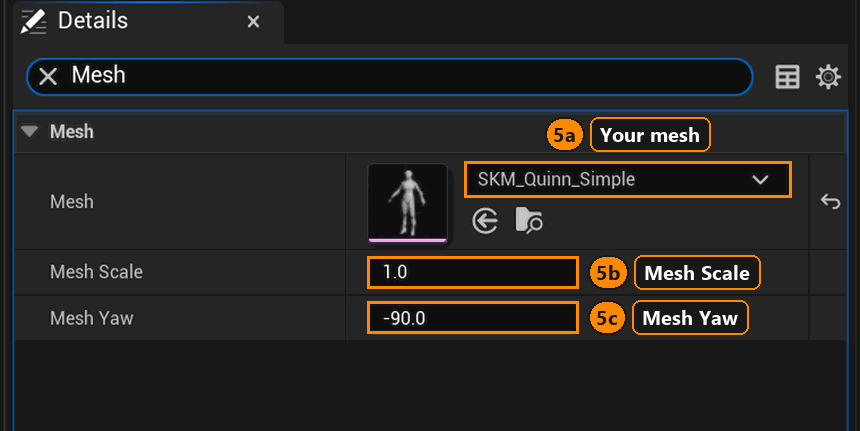 Details
Mesh
Mesh
5a Your mesh
Mesh
SKM_Quinn_Simple
Mesh Scale
1.0
5b Mesh Scale
Mesh Yaw
-90.0
5c Mesh Yaw